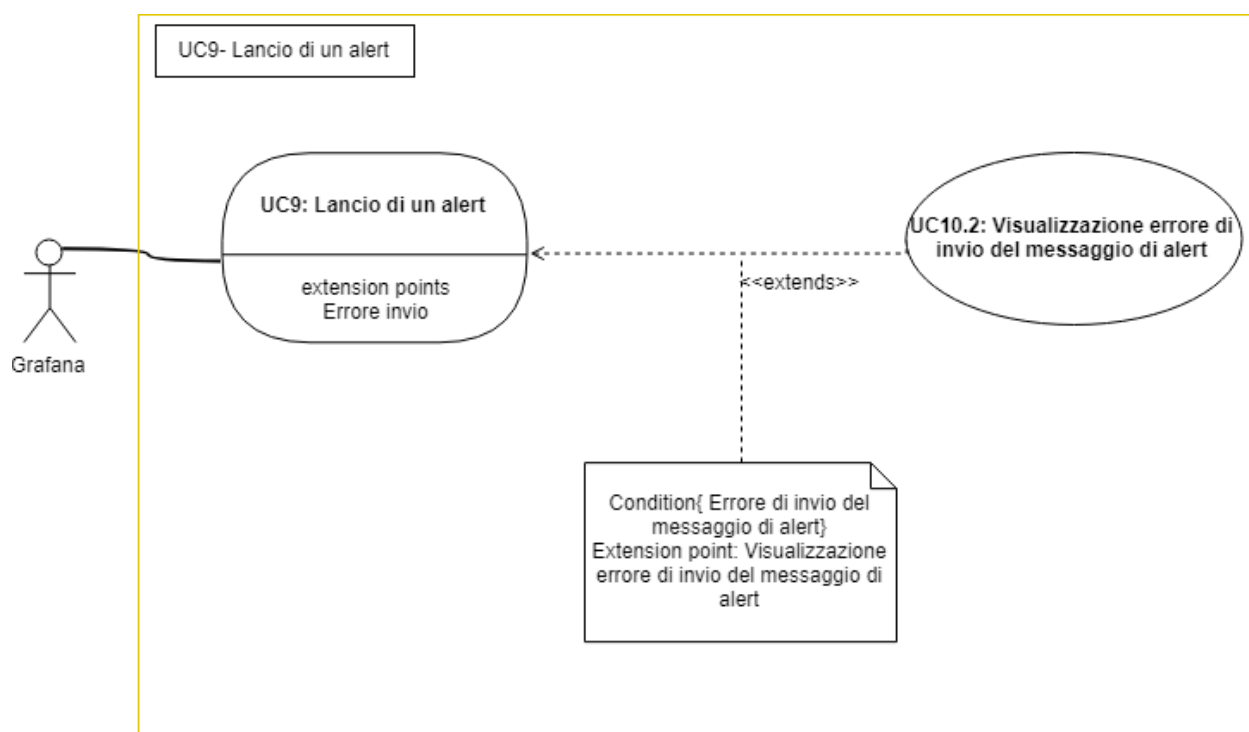 UC9- Lancio di un alert
UC9: Lancio di un alert
extension points
Errore invio
Grafana
UC10.2: Visualizzazione errore di
invio del messaggio di alert
<<extends>>
Condition{ Errore di invio del
messaggio di alert}
Extension point: Visualizzazione
errore di invio del messaggio di
alert